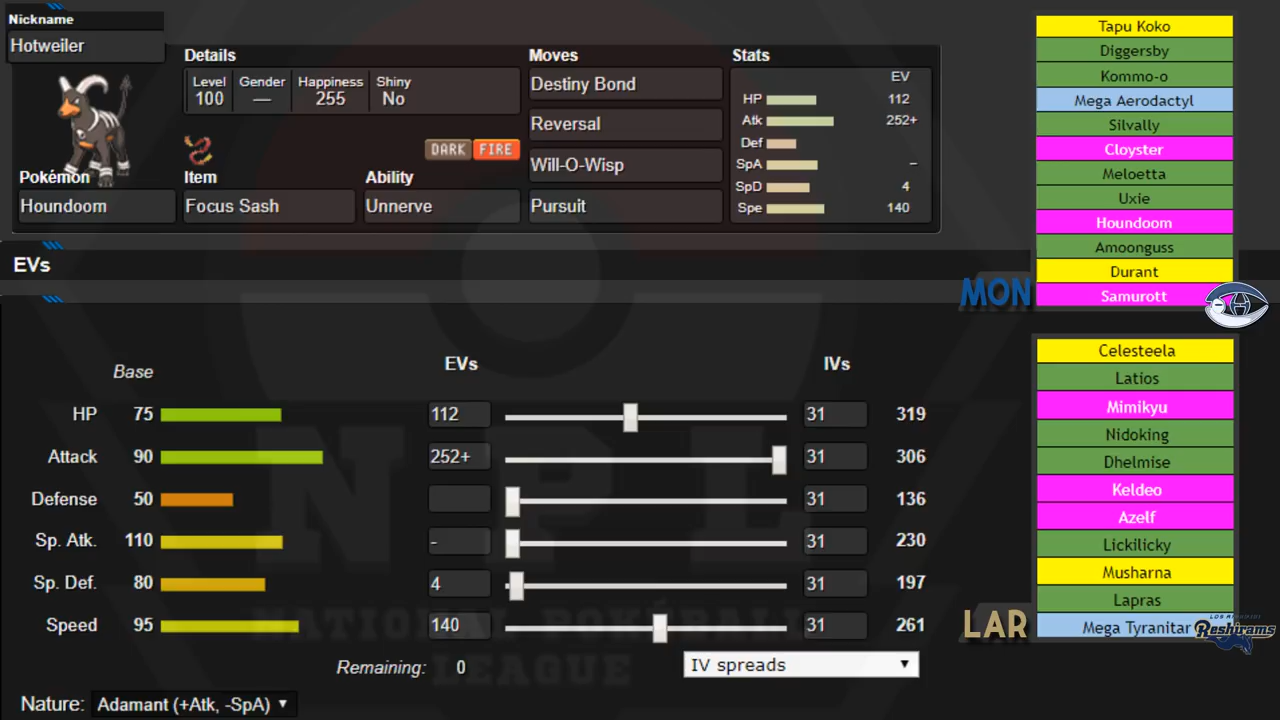 Nickname
Hotweiler
Details
Level Gender Happiness Shiny
100 — 255 No
DARK FIRE
Pokémon Item Ability
Houndoom Focus Sash Unnerve
Moves
Destiny Bond
Reversal
Will-O-Wisp
Pursuit
Stats
EV
HP 112
Atk 252+
Def
SpA –
SpD 4
Spe 140
EVs
Base EVs IVs
HP 75 112 31 319
Attack 90 252+ 31 306
Defense 50 31 136
Sp. Atk. 110 - 31 230
Sp. Def. 80 4 31 197
Speed 95 140 31 261
Remaining: 0 IV spreads
Nature: Adamant (+Atk, -SpA)
NPL
NATIONAL POKÉBALL
LEAGUE
Tapu Koko
Diggersby
Kommo-o
Mega Aerodactyl
Silvally
Cloyster
Meloetta
Uxie
Houndoom
Amoonguss
Durant
MON Samurott
Celesteela
Latios
Mimikyu
Nidoking
Dhelmise
Keldeo
Azelf
Lickilicky
Musharna
Lapras
LAR Mega Tyranitar
Reshirams